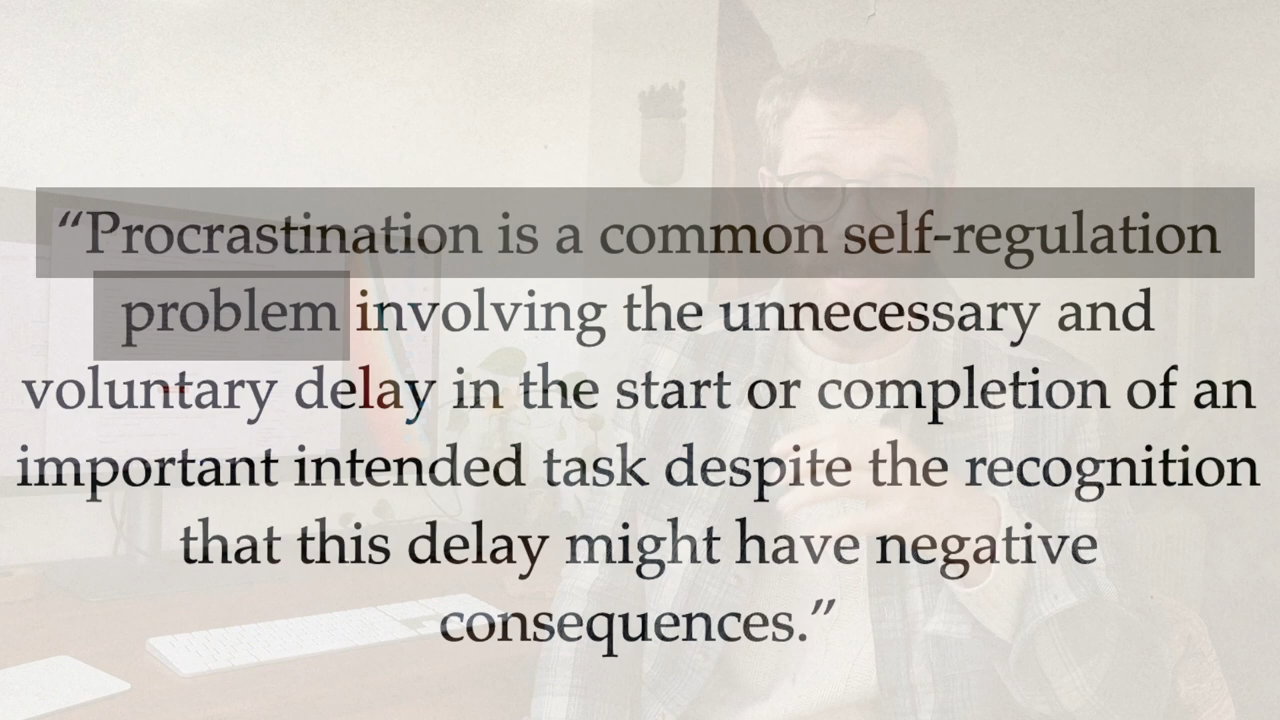 “Procrastination is a common self-regulation
problem involving the unnecessary and
voluntary delay in the start or completion of an
important intended task despite the recognition
that this delay might have negative
consequences.”